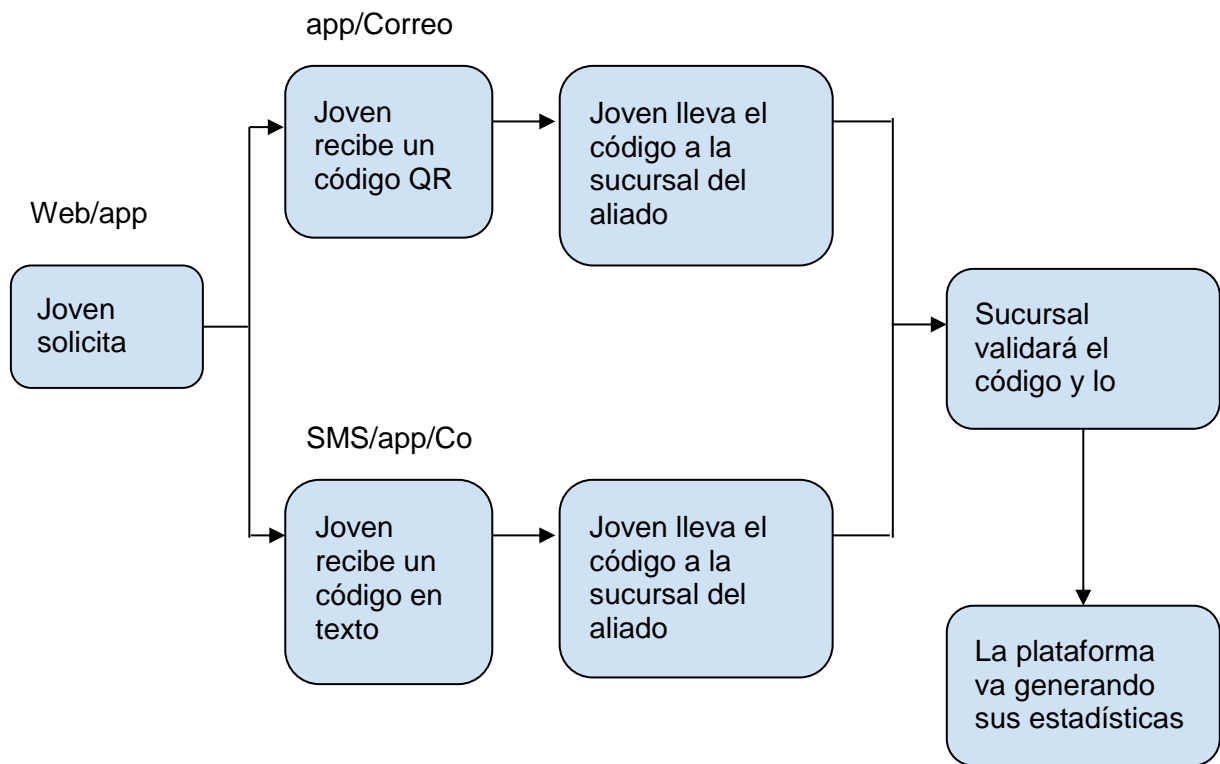 app/Correo
Joven
recibe un
código QR
Joven lleva el
código a la
sucursal del
aliado
Web/app
Joven
solicita
Sucursal
validará el
código y lo
SMS/app/Co
Joven
recibe un
código en
texto
Joven lleva el
código a la
sucursal del
aliado
La plataforma
va generando
sus estadísticas